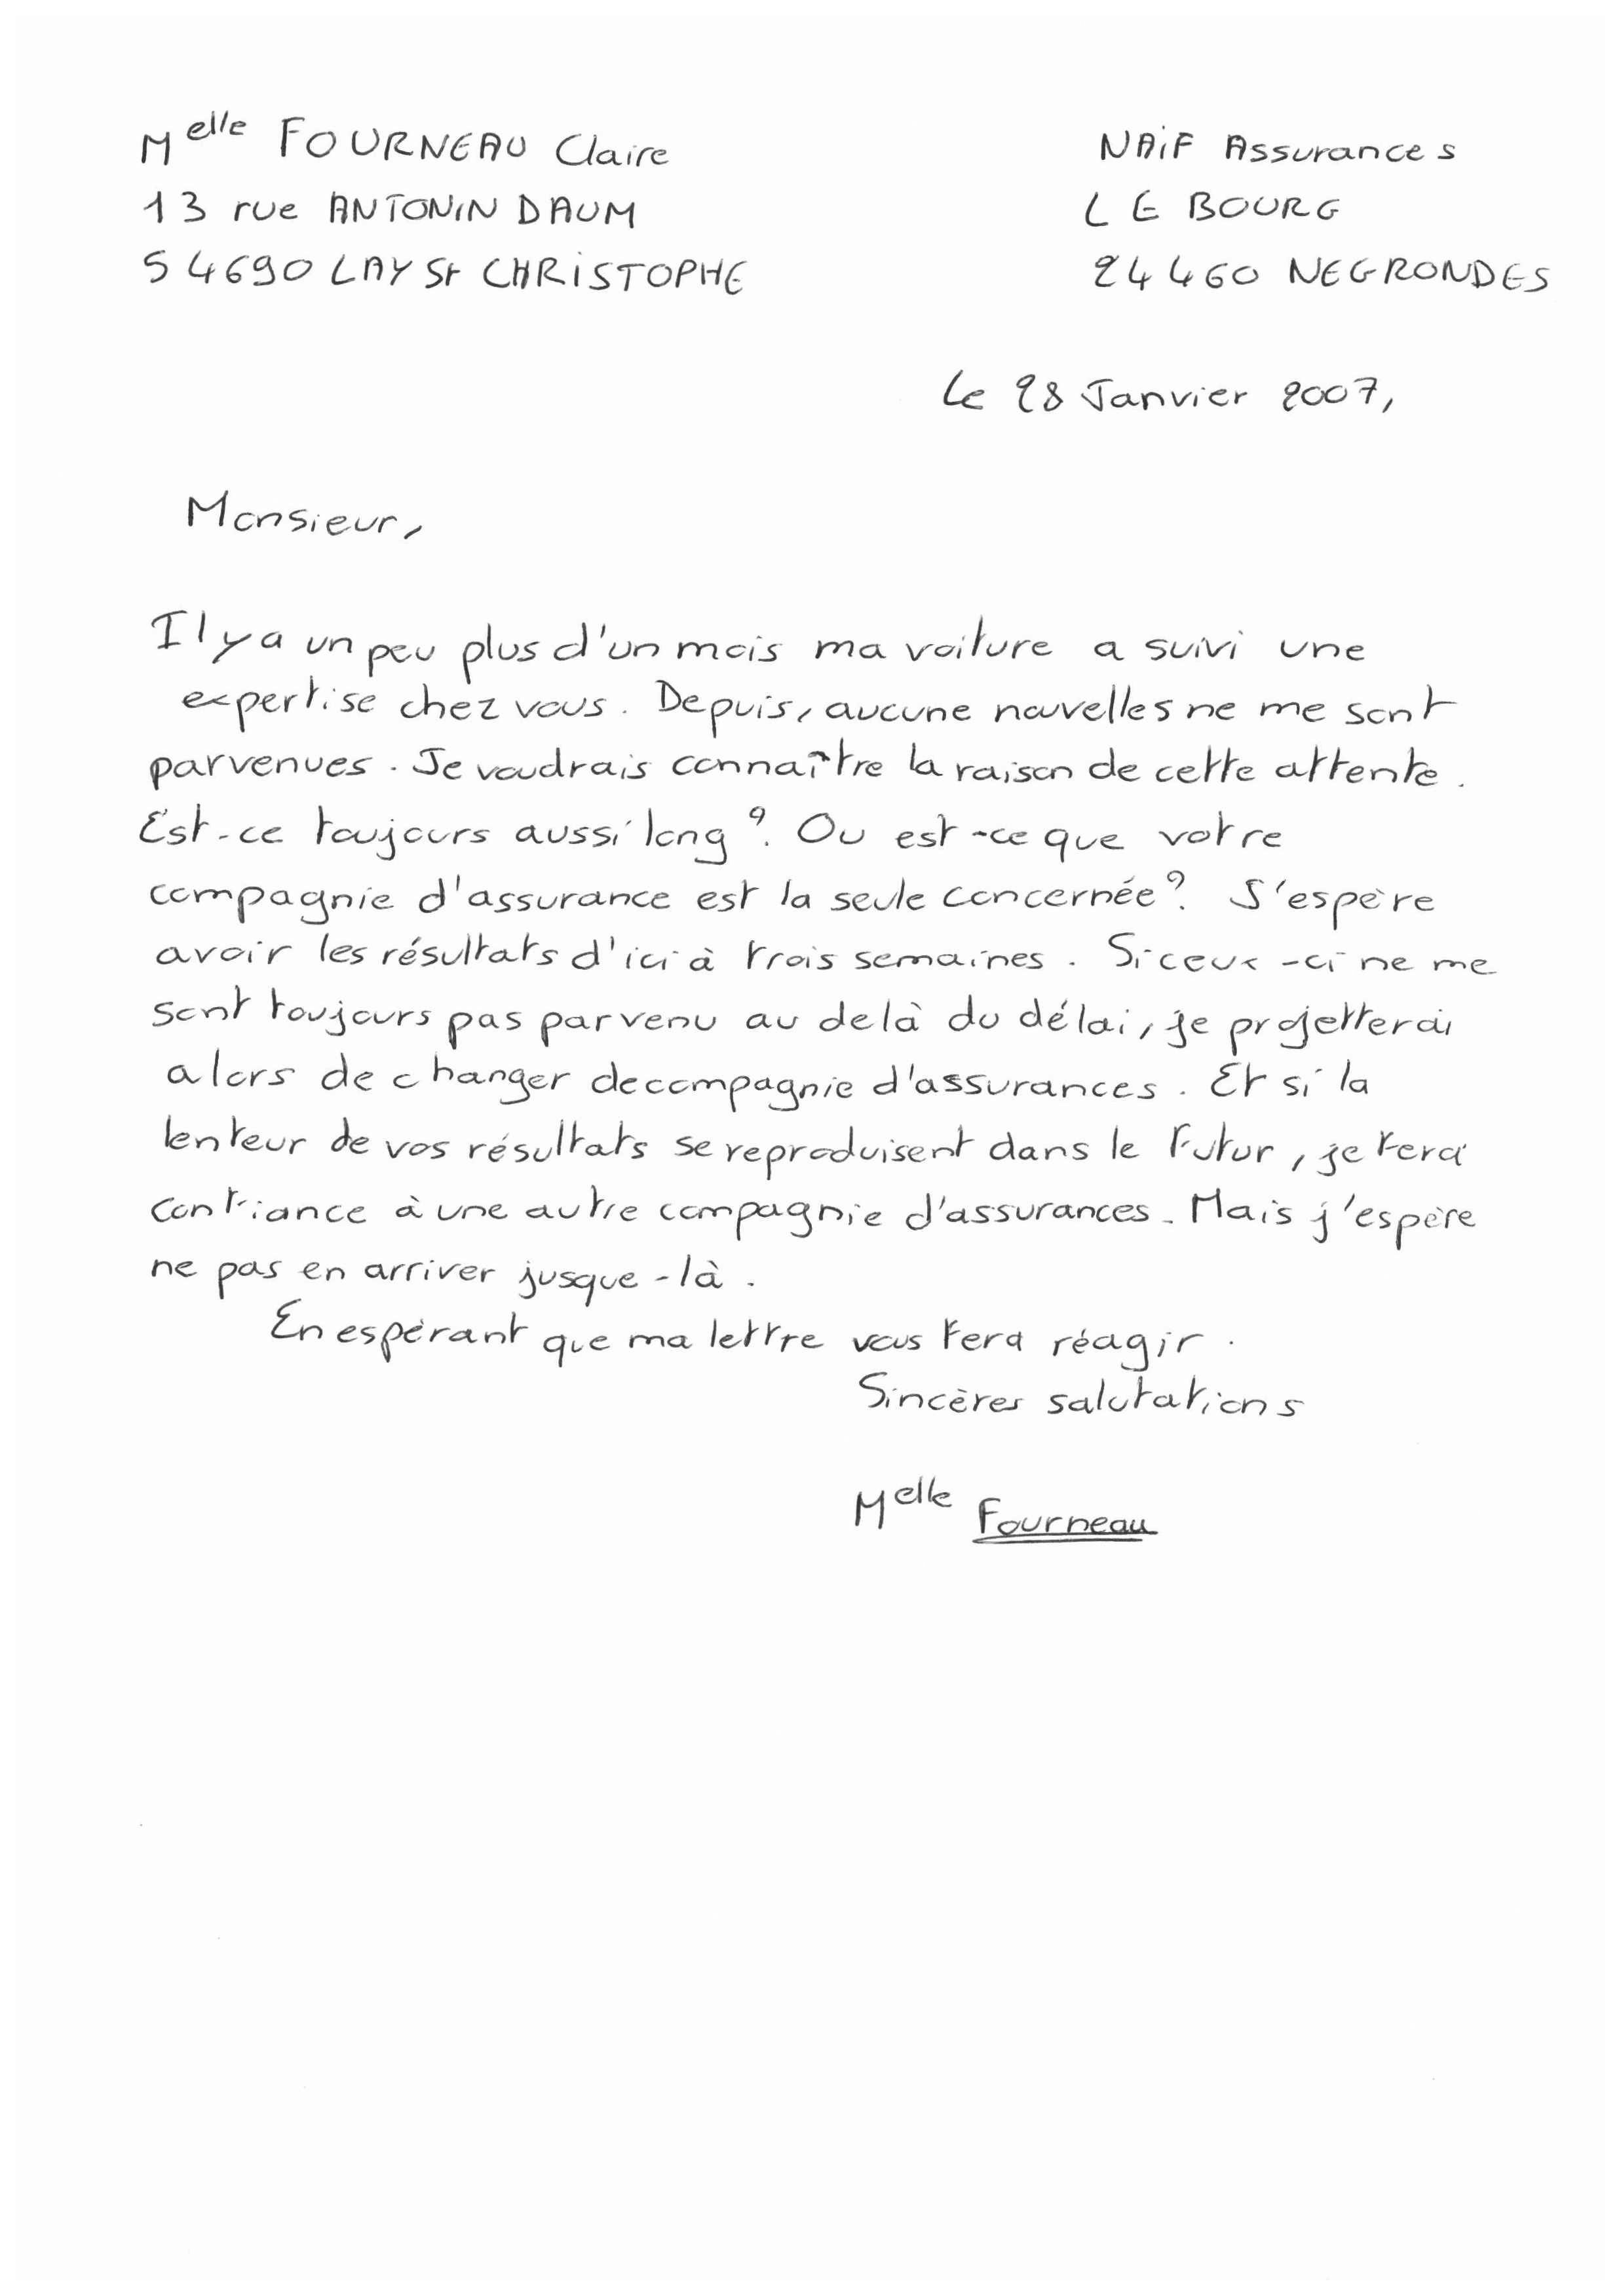 Melle FOURNEAU Claire
13 rue ANTONIN DAUM
54690 LAY St CHRISTOPHE
NAIF Assurances
LE BOURG
24460 NEGRONDES
Le 28 Janvier 2007,
Monsieur,
Il y a un peu plus d'un mois ma voiture a suivi une
expertise chez vous. Depuis, aucune nouvelles ne me sont
parvenues. Je voudrais connaître la raison de cette attente.
Est-ce toujours aussi long ? Ou est-ce que votre
compagnie d'assurance est la seule concernée ? J'espère
avoir les résultats d'ici à trois semaines. Si ceux-ci ne me
sont toujours pas parvenu au delà du délai, je projetterai
alors de changer de compagnie d'assurances. Et si la
lenteur de vos résultats se reproduisent dans le futur, je ferai
confiance à une autre compagnie d'assurances. Mais j'espère
ne pas en arriver jusque-là.
En espérant que ma lettre vous fera réagir.
Sincères salutations
Melle Fourneau